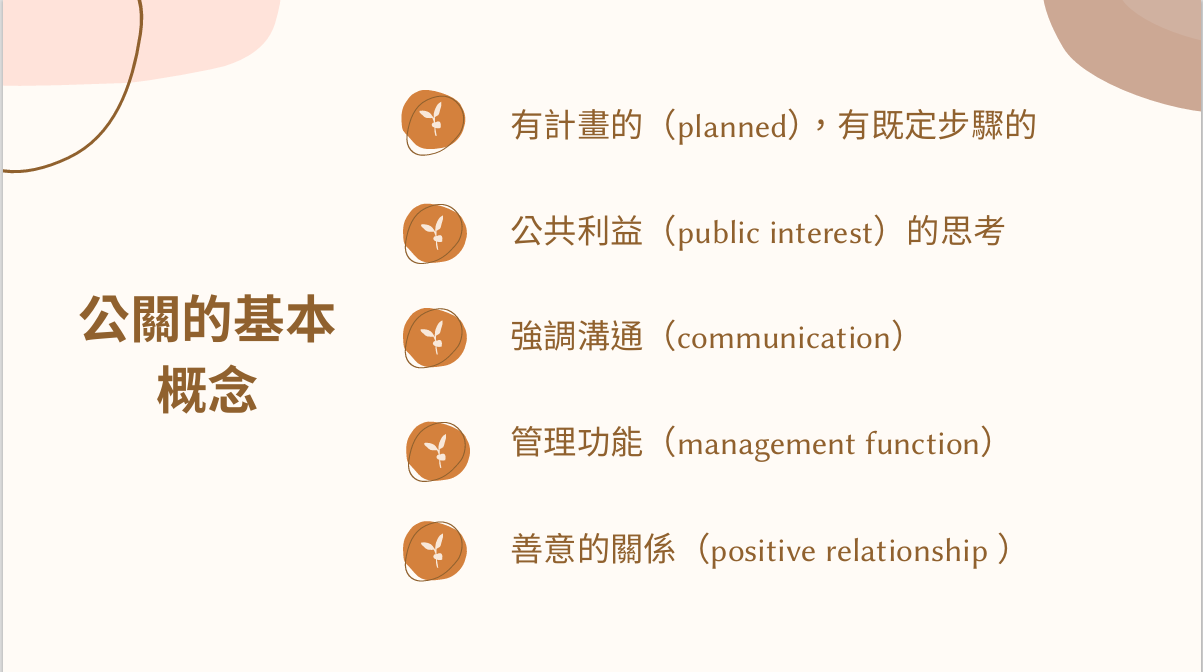 公關的基本
概念
有計畫的（planned），有既定步驟的
公共利益（public interest）的思考
強調溝通（communication）
管理功能（management function）
善意的關係（positive relationship ）